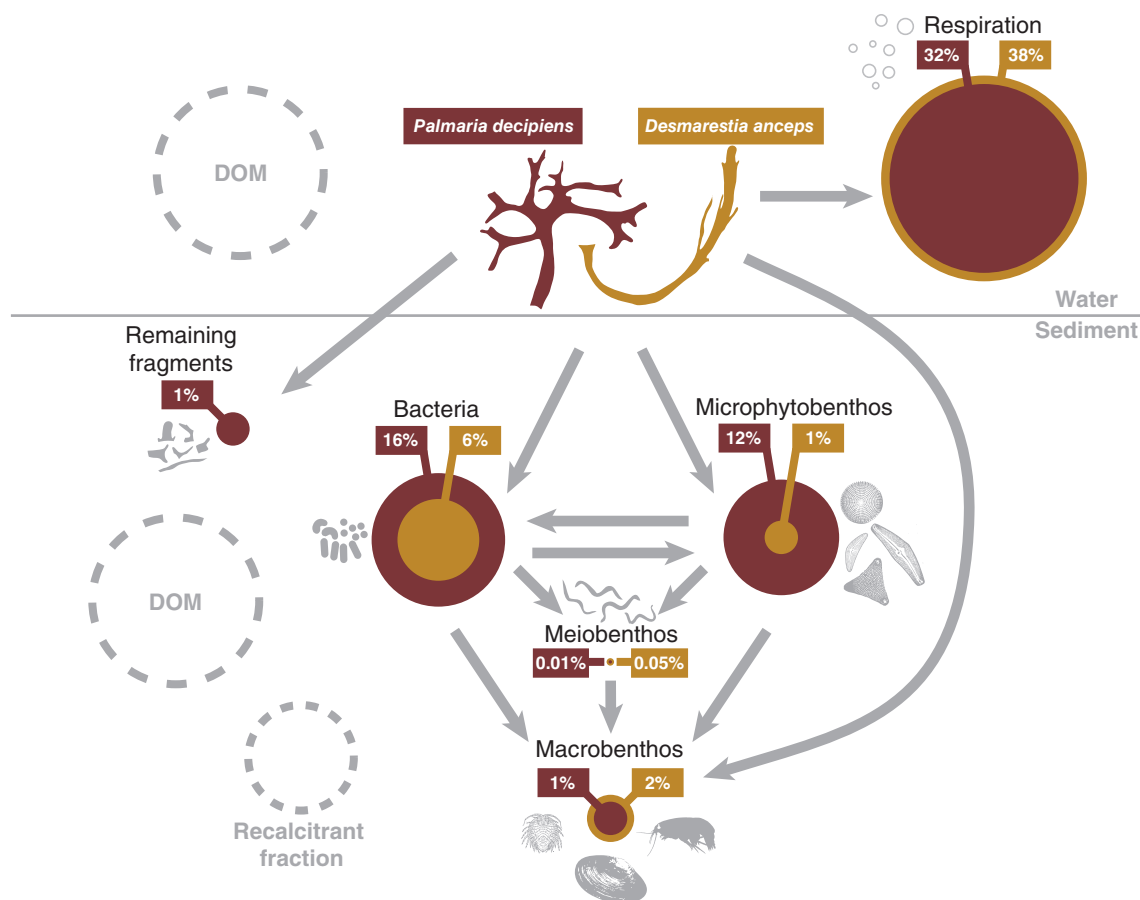 Respiration
32% 38%
Palmaria decipiens
Desmarestia anceps
DOM
Water
Sediment
Remaining
fragments
1%
Bacteria
16% 6%
Microphytobenthos
12% 1%
DOM
Meiobenthos
0.01% 0.05%
Macrobenthos
1% 2%
Recalcitrant
fraction